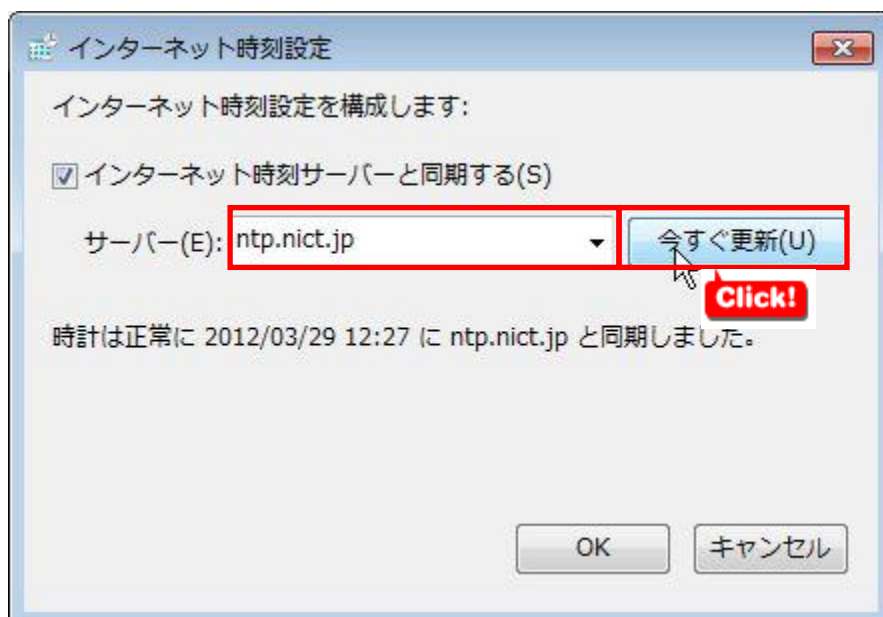 インターネット時刻設定
インターネット時刻設定を構成します:
インターネット時刻サーバーと同期する(S)
サーバー(E): ntp.nict.jp 今すぐ更新(U)
Click!
時計は正常に 2012/03/29 12:27 に ntp.nict.jp と同期しました。
OK キャンセル